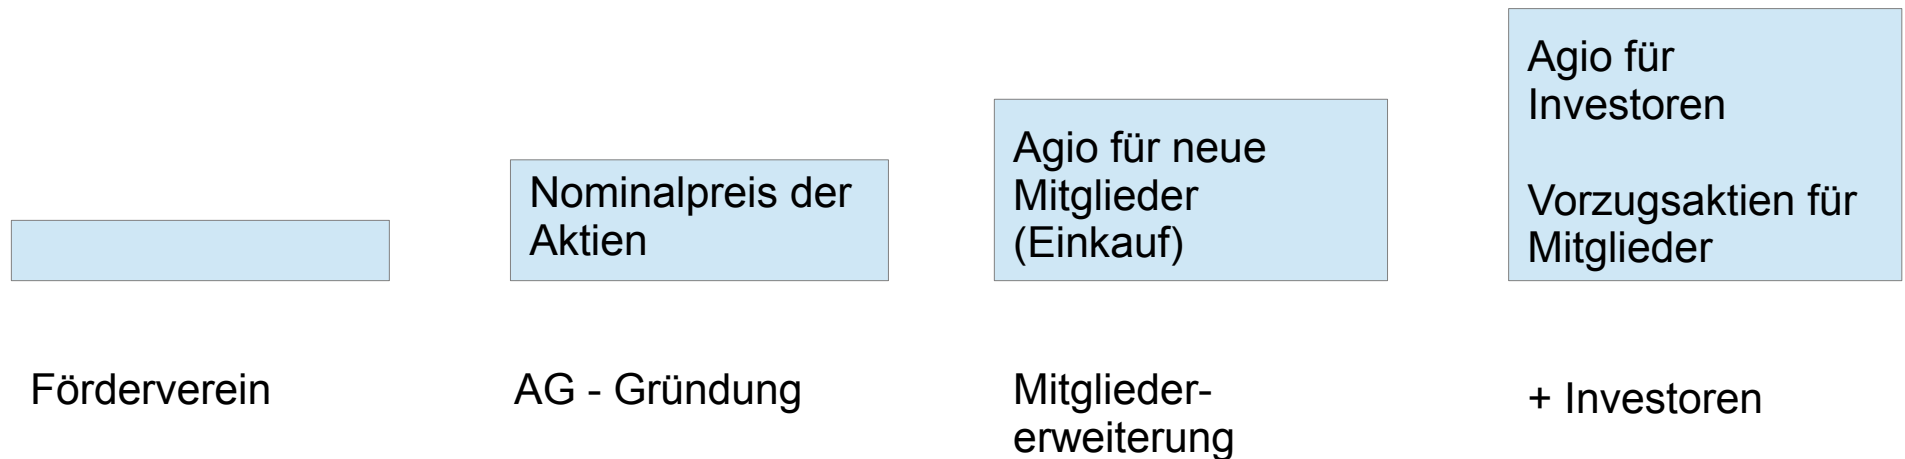 Nominalpreis der
Aktien
Agio für neue
Mitglieder
(Einkauf)
Agio für
Investoren
Vorzugsaktien für
Mitglieder
Förderverein
AG - Gründung
Mitglieder-
erweiterung
+ Investoren